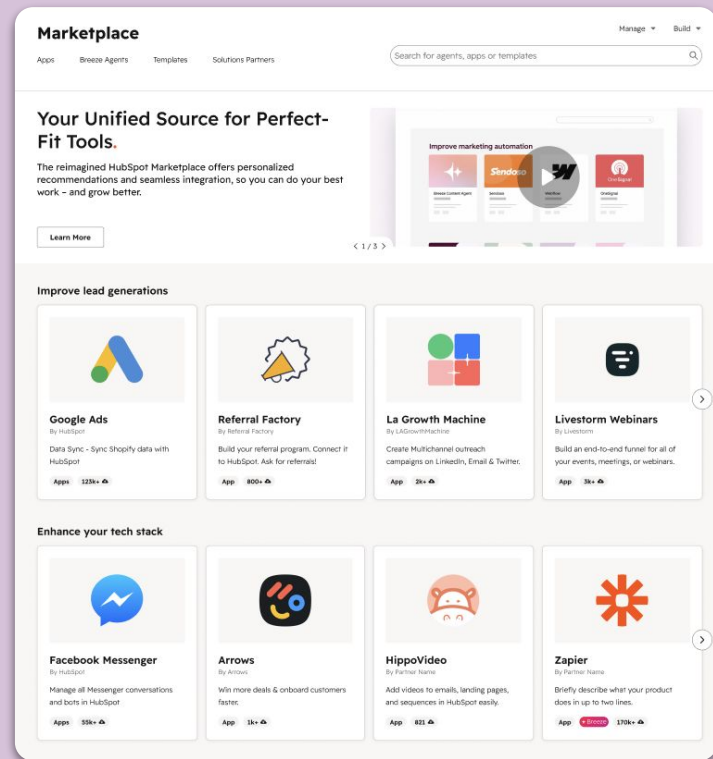 Marketplace
Manage Build
Apps Breeze Agents Templates Solutions Partners
Search for agents, apps or templates
Your Unified Source for Perfect-
Fit Tools.
The reimagined HubSpot Marketplace offers personalized
recommendations and seamless integration, so you can do your best
work – and grow better.
Learn More
< 1 / 3 >
Improve marketing automation
Sendoso
OneSignal
Breeze Content Agent Sendoso Webflow OneSignal
Improve lead generations
Google Ads
By HubSpot
Data Sync - Sync Shopify data with
HubSpot
Apps 123k+
Referral Factory
By Referral Factory
Build your referral program. Connect it
to HubSpot. Ask for referrals!
App 800+
La Growth Machine
By LAGrowthMachine
Create Multichannel outreach
campaigns on LinkedIn, Email & Twitter.
App 2k+
Livestorm Webinars
By Livestorm
Build an end-to-end funnel for all of
your events, meetings, or webinars.
App 3k+
Enhance your tech stack
Facebook Messenger
By HubSpot
Manage all Messenger conversations
and bots in HubSpot
Apps 55k+
Arrows
By Arrows
Win more deals & onboard customers
faster.
App 1k+
HippoVideo
By Partner Name
Add videos to emails, landing pages,
and sequences in HubSpot easily.
App 821
Zapier
By Partner Name
Briefly describe what your product
does in up to two lines.
App Breeze 170k+